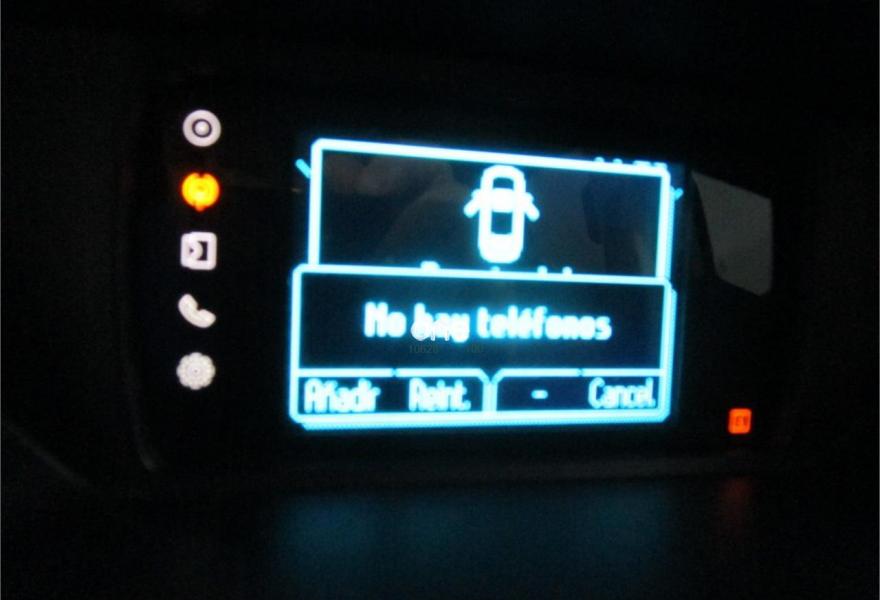 No hay teléfonos
Añadir Reint. - Cancel.